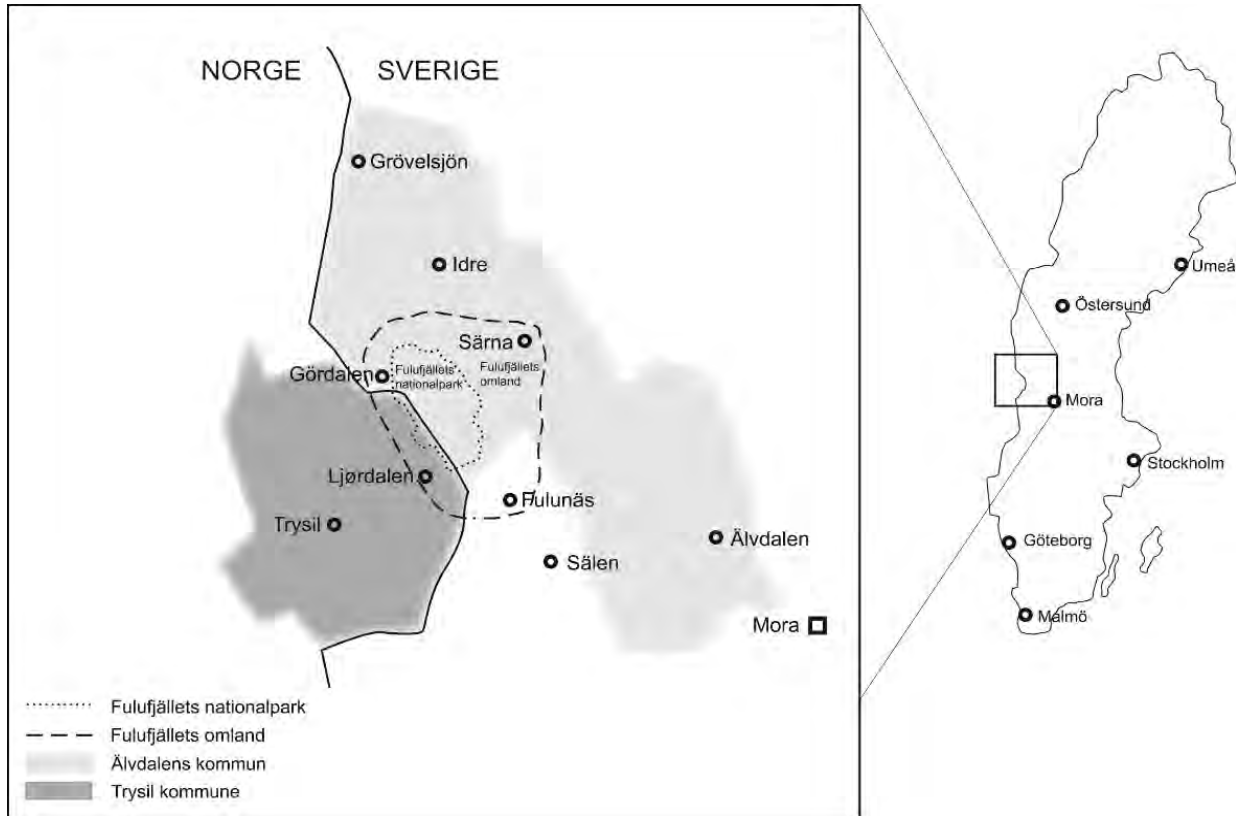 NORGE
SVERIGE
Grövelsjön
Idre
Särna
Gördalen
Fulufjällets
nationalpark
Fulufjällets
omland
Ljørdalen
Fulunäs
Trysil
Älvdalen
Sälen
Mora
Fulufjällets nationalpark
Fulufjällets omland
Älvdalens kommun
Trysil kommune
Umeå
Östersund
Mora
Stockholm
Göteborg
Malmö